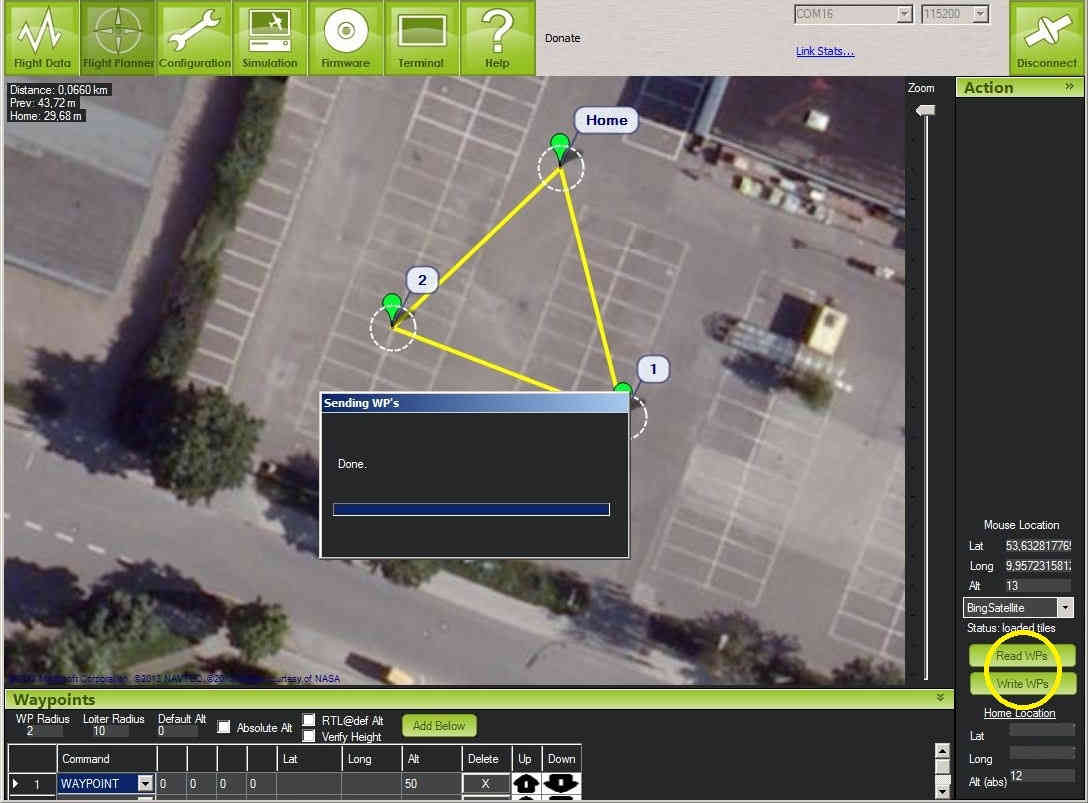 Flight Data Flight Planner Configuration Simulation Firmware Terminal Help
Donate
COM16 115200
Link Stats...
Disconnect
Distance: 0,0660 km
Prev: 43,72 m
Home: 29,68 m
Zoom
Action »
Home
2
1
Sending WP's
Done.
Mouse Location
Lat 53,632817765
Long 9,957231581
Alt 13
BingSatellite
Status: loaded tiles
Read WPs
Write WPs
Home Location
Lat
Long
Alt (abs) 12
Microsoft Corporation, ©2013 NAVTEQ, courtesy of NASA
Waypoints
WP Radius Loiter Radius Default Alt
2 10 0
Absolute Alt
RTL@def Alt
Verify Height
Add Below
Command Lat Long Alt Delete Up Down
1 WAYPOINT 0 0 0 0 50 X